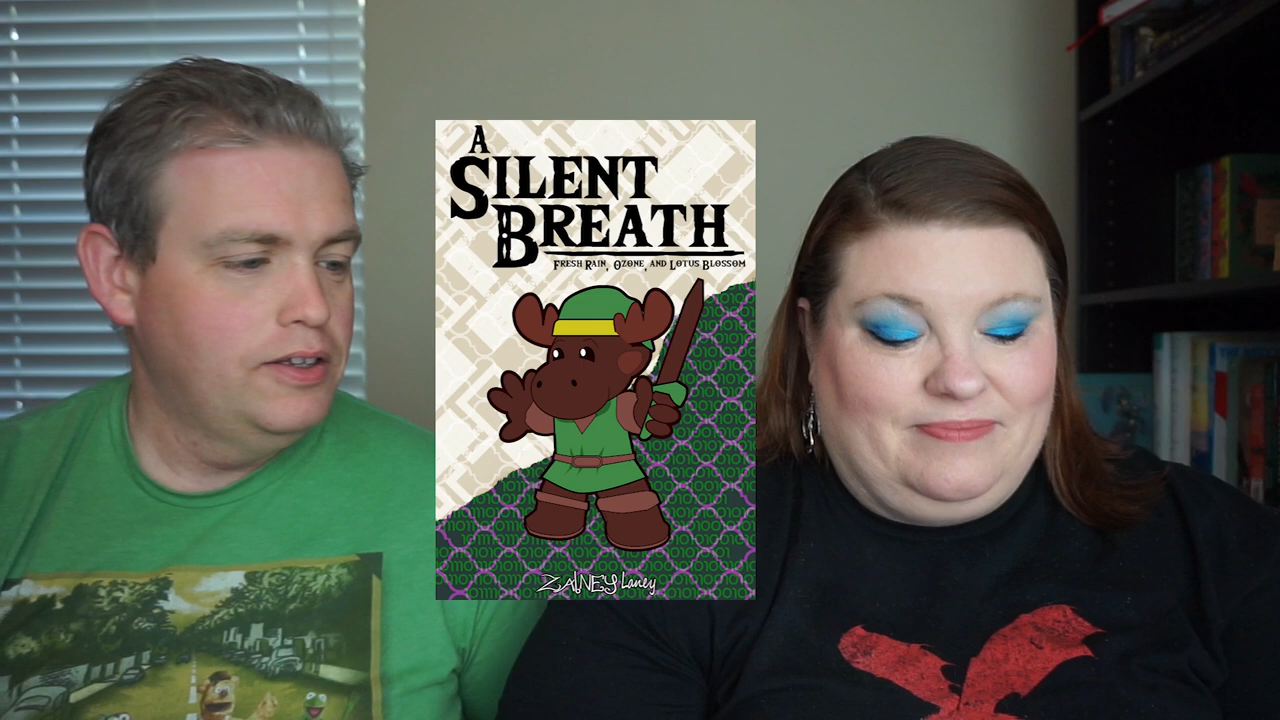 A
SILENT
BREATH
FRESH RAIN, OZONE, AND LOTUS BLOSSOM
ZANEY Laney